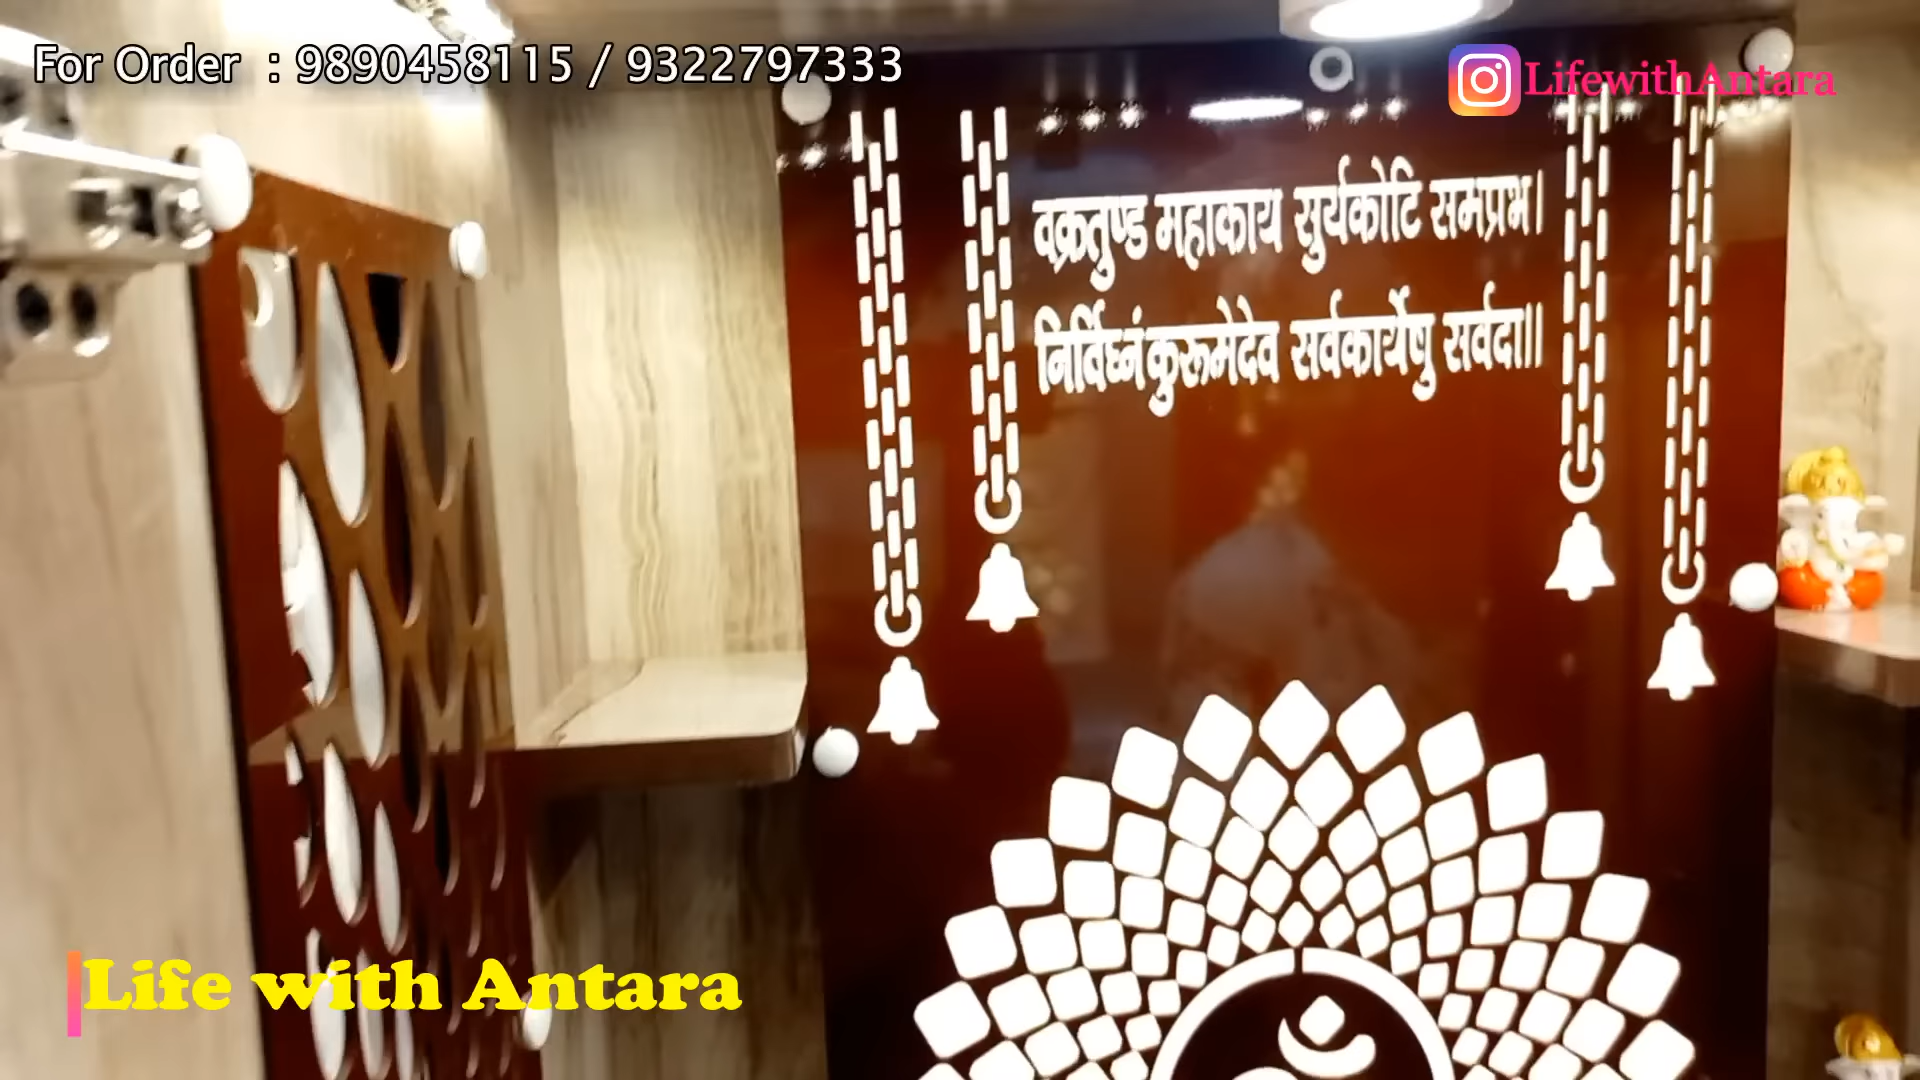 For Order : 9890458115 / 9322797333
LifewithAntara
वक्रतुण्ड महाकाय सुर्यकोटि समप्रभ।
निर्विघ्नंकुरूमेदेव सर्वकार्येषु सर्वदा॥
Life with Antara